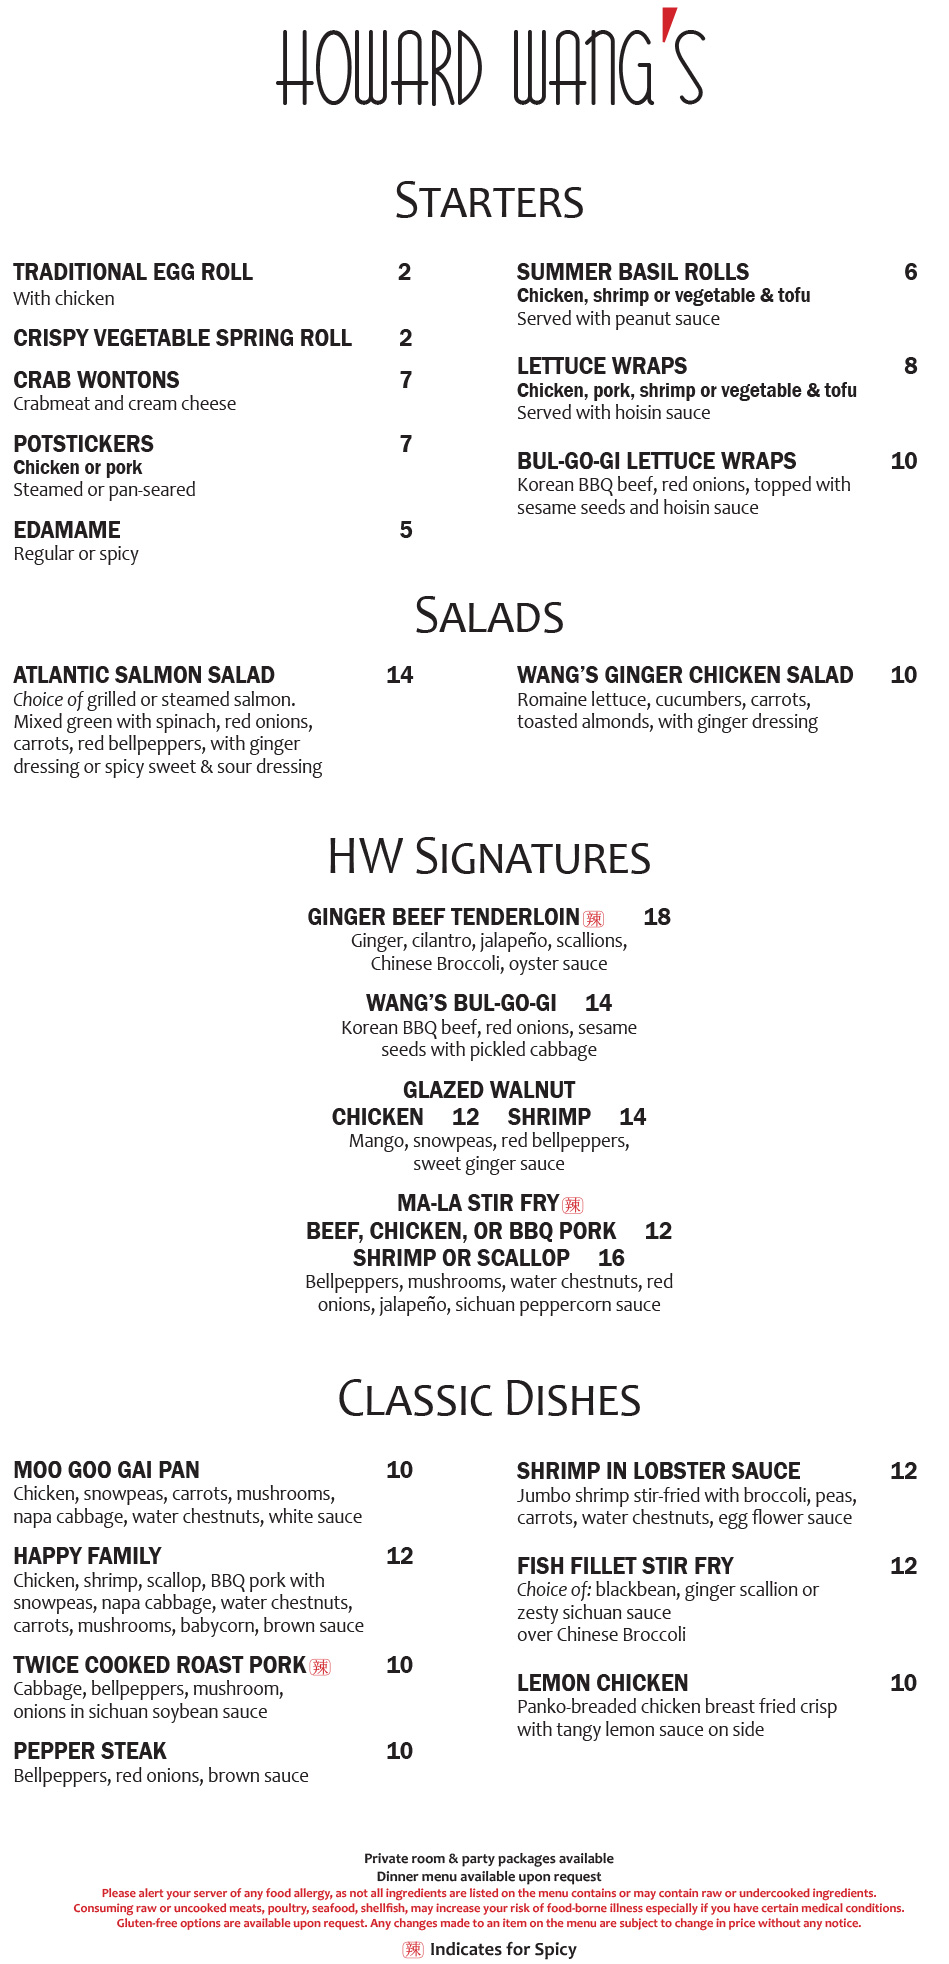 HOWARD WANG'S
STARTERS
TRADITIONAL EGG ROLL 2
With chicken
CRISPY VEGETABLE SPRING ROLL 2
CRAB WONTONS 7
Crabmeat and cream cheese
POTSTICKERS 7
Chicken or pork
Steamed or pan-seared
EDAMAME 5
Regular or spicy
SUMMER BASIL ROLLS 6
Chicken, shrimp or vegetable & tofu
Served with peanut sauce
LETTUCE WRAPS 8
Chicken, pork, shrimp or vegetable & tofu
Served with hoisin sauce
BUL-GO-GI LETTUCE WRAPS 10
Korean BBQ beef, red onions, topped with
sesame seeds and hoisin sauce
SALADS
ATLANTIC SALMON SALAD 14
Choice of grilled or steamed salmon.
Mixed green with spinach, red onions,
carrots, red bellpeppers, with ginger
dressing or spicy sweet & sour dressing
WANG'S GINGER CHICKEN SALAD 10
Romaine lettuce, cucumbers, carrots,
toasted almonds, with ginger dressing
HW SIGNATURES
GINGER BEEF TENDERLOIN 辣 18
Ginger, cilantro, jalapeño, scallions,
Chinese Broccoli, oyster sauce
WANG'S BUL-GO-GI 14
Korean BBQ beef, red onions, sesame
seeds with pickled cabbage
GLAZED WALNUT
CHICKEN 12 SHRIMP 14
Mango, snowpeas, red bellpeppers,
sweet ginger sauce
MA-LA STIR FRY 辣
BEEF, CHICKEN, OR BBQ PORK 12
SHRIMP OR SCALLOP 16
Bellpeppers, mushrooms, water chestnuts, red
onions, jalapeño, sichuan peppercorn sauce
CLASSIC DISHES
MOO GOO GAI PAN 10
Chicken, snowpeas, carrots, mushrooms,
napa cabbage, water chestnuts, white sauce
HAPPY FAMILY 12
Chicken, shrimp, scallop, BBQ pork with
snowpeas, napa cabbage, water chestnuts,
carrots, mushrooms, babycorn, brown sauce
TWICE COOKED ROAST PORK 辣 10
Cabbage, bellpeppers, mushroom,
onions in sichuan soybean sauce
PEPPER STEAK 10
Bellpeppers, red onions, brown sauce
SHRIMP IN LOBSTER SAUCE 12
Jumbo shrimp stir-fried with broccoli, peas,
carrots, water chestnuts, egg flower sauce
FISH FILLET STIR FRY 12
Choice of: blackbean, ginger scallion or
zesty sichuan sauce
over Chinese Broccoli
LEMON CHICKEN 10
Panko-breaded chicken breast fried crisp
with tangy lemon sauce on side
Private room & party packages available
Dinner menu available upon request
Please alert your server of any food allergy, as not all ingredients are listed on the menu contains or may contain raw or undercooked ingredients.
Consuming raw or uncooked meats, poultry, seafood, shellfish, may increase your risk of food-borne illness especially if you have certain medical conditions.
Gluten-free options are available upon request. Any changes made to an item on the menu are subject to change in price without any notice.
辣 Indicates for Spicy